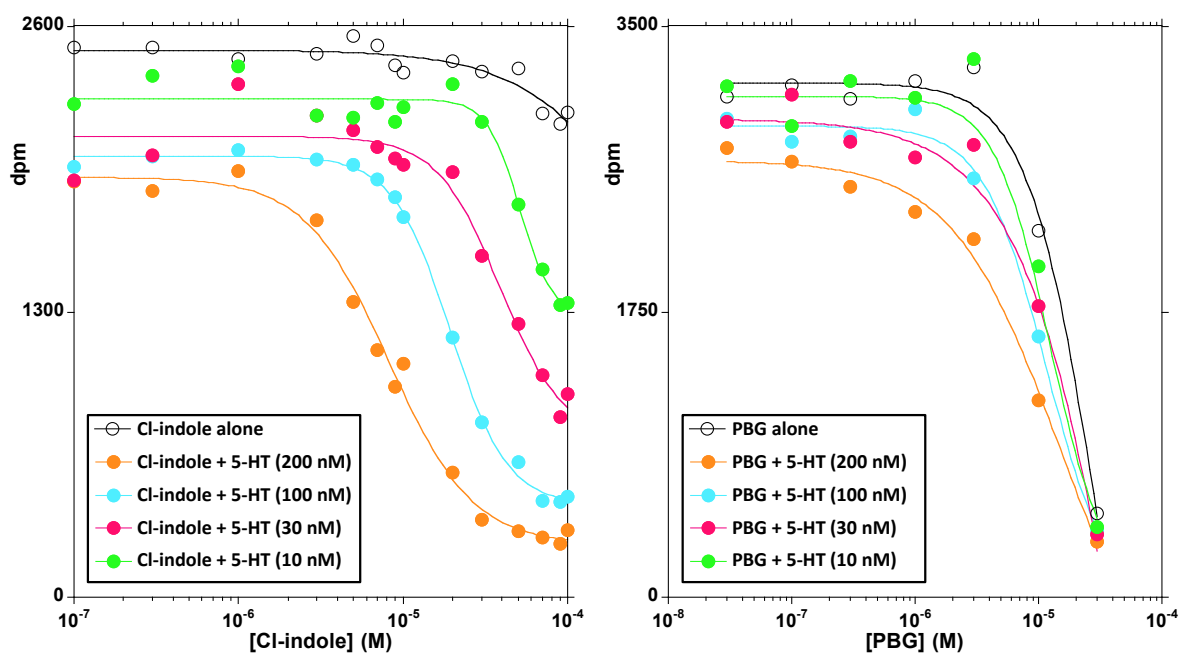 2600
1300
0
dpm
10⁻⁷
10⁻⁶
10⁻⁵
10⁻⁴
[Cl-indole] (M)
Cl-indole alone
Cl-indole + 5-HT (200 nM)
Cl-indole + 5-HT (100 nM)
Cl-indole + 5-HT (30 nM)
Cl-indole + 5-HT (10 nM)
3500
1750
0
dpm
10⁻⁸
10⁻⁷
10⁻⁶
10⁻⁵
10⁻⁴
[PBG] (M)
PBG alone
PBG + 5-HT (200 nM)
PBG + 5-HT (100 nM)
PBG + 5-HT (30 nM)
PBG + 5-HT (10 nM)